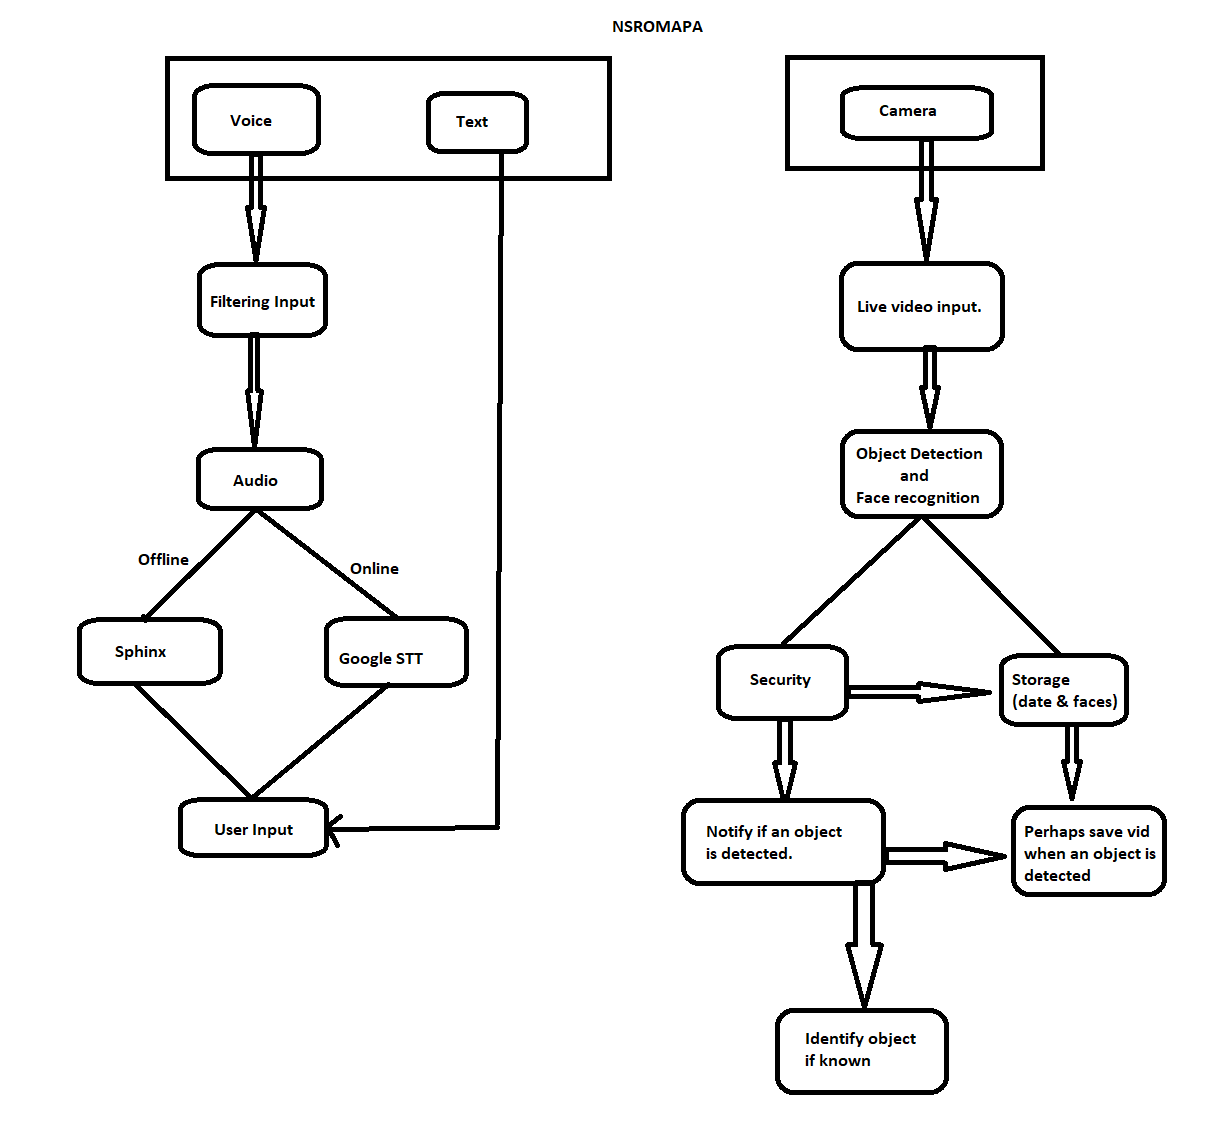 NSROMAPA
Voice
Text
Filtering Input
Audio
Offline
Online
Sphinx
Google STT
User Input
Camera
Live video input.
Object Detection
and
Face recognition
Security
Storage
(date & faces)
Notify if an object
is detected.
Perhaps save vid
when an object is
detected
Identify object
if known